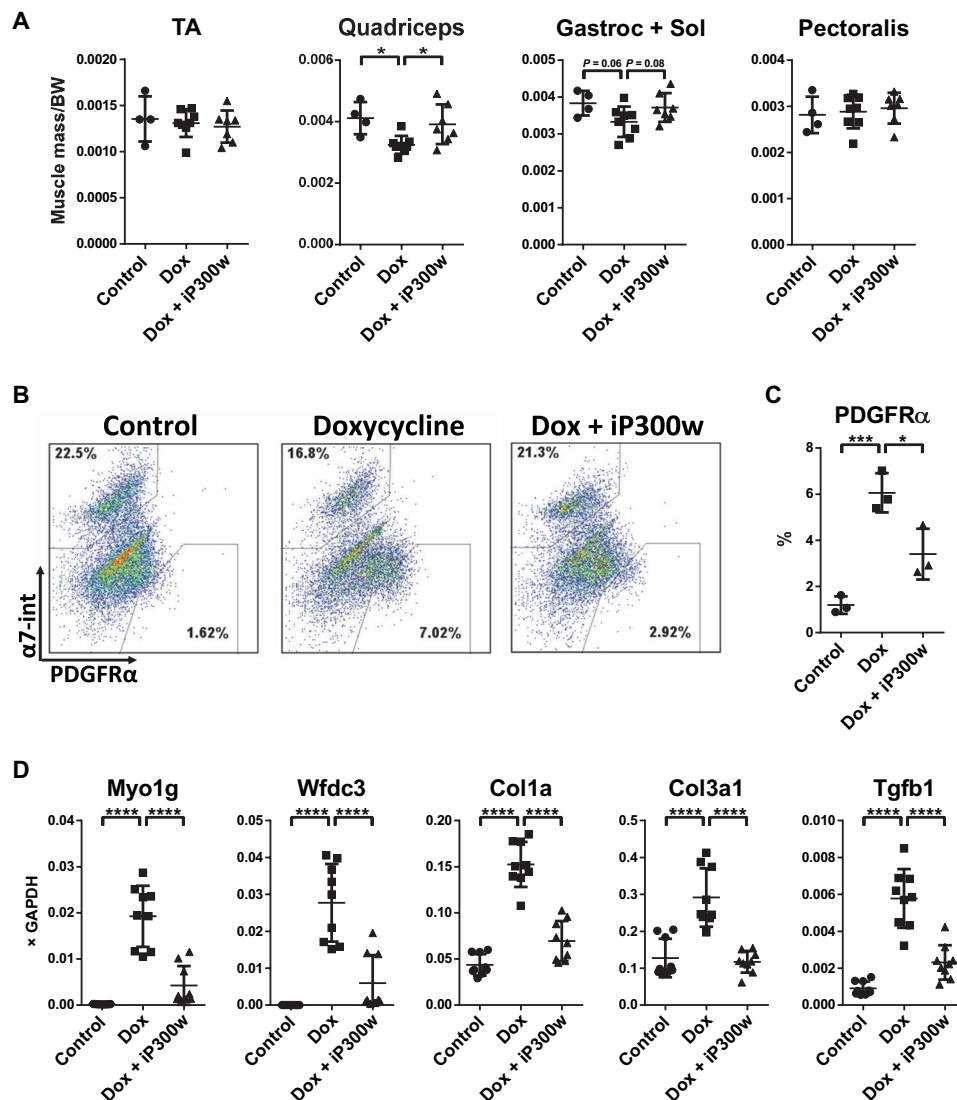 A
TA
Quadriceps
Gastroc + Sol
Pectoralis
Muscle mass/BW
0.0020
0.0015
0.0010
0.0005
0.0000
Control
Dox
Dox + iP300w
* *
0.006
0.004
0.002
0.000
Control
Dox
Dox + iP300w
P = 0.06 P = 0.08
0.005
0.004
0.003
0.002
0.001
0.000
Control
Dox
Dox + iP300w
0.004
0.003
0.002
0.001
0.000
Control
Dox
Dox + iP300w
B
Control
Doxycycline
Dox + iP300w
22.5%
1.62%
16.8%
7.02%
21.3%
2.92%
α7-int
PDGFRα
C
PDGFRα
*** *
%
8
6
4
2
0
Control
Dox
Dox + iP300w
D
Myo1g
Wfdc3
Col1a
Col3a1
Tgfb1
× GAPDH
**** ****
0.04
0.03
0.02
0.01
0.00
Control
Dox
Dox + iP300w
**** ****
0.05
0.04
0.03
0.02
0.01
0.00
Control
Dox
Dox + iP300w
**** ****
0.20
0.15
0.10
0.05
0.00
Control
Dox
Dox + iP300w
**** ****
0.5
0.4
0.3
0.2
0.1
0.0
Control
Dox
Dox + iP300w
**** ****
0.010
0.008
0.006
0.004
0.002
0.000
Control
Dox
Dox + iP300w